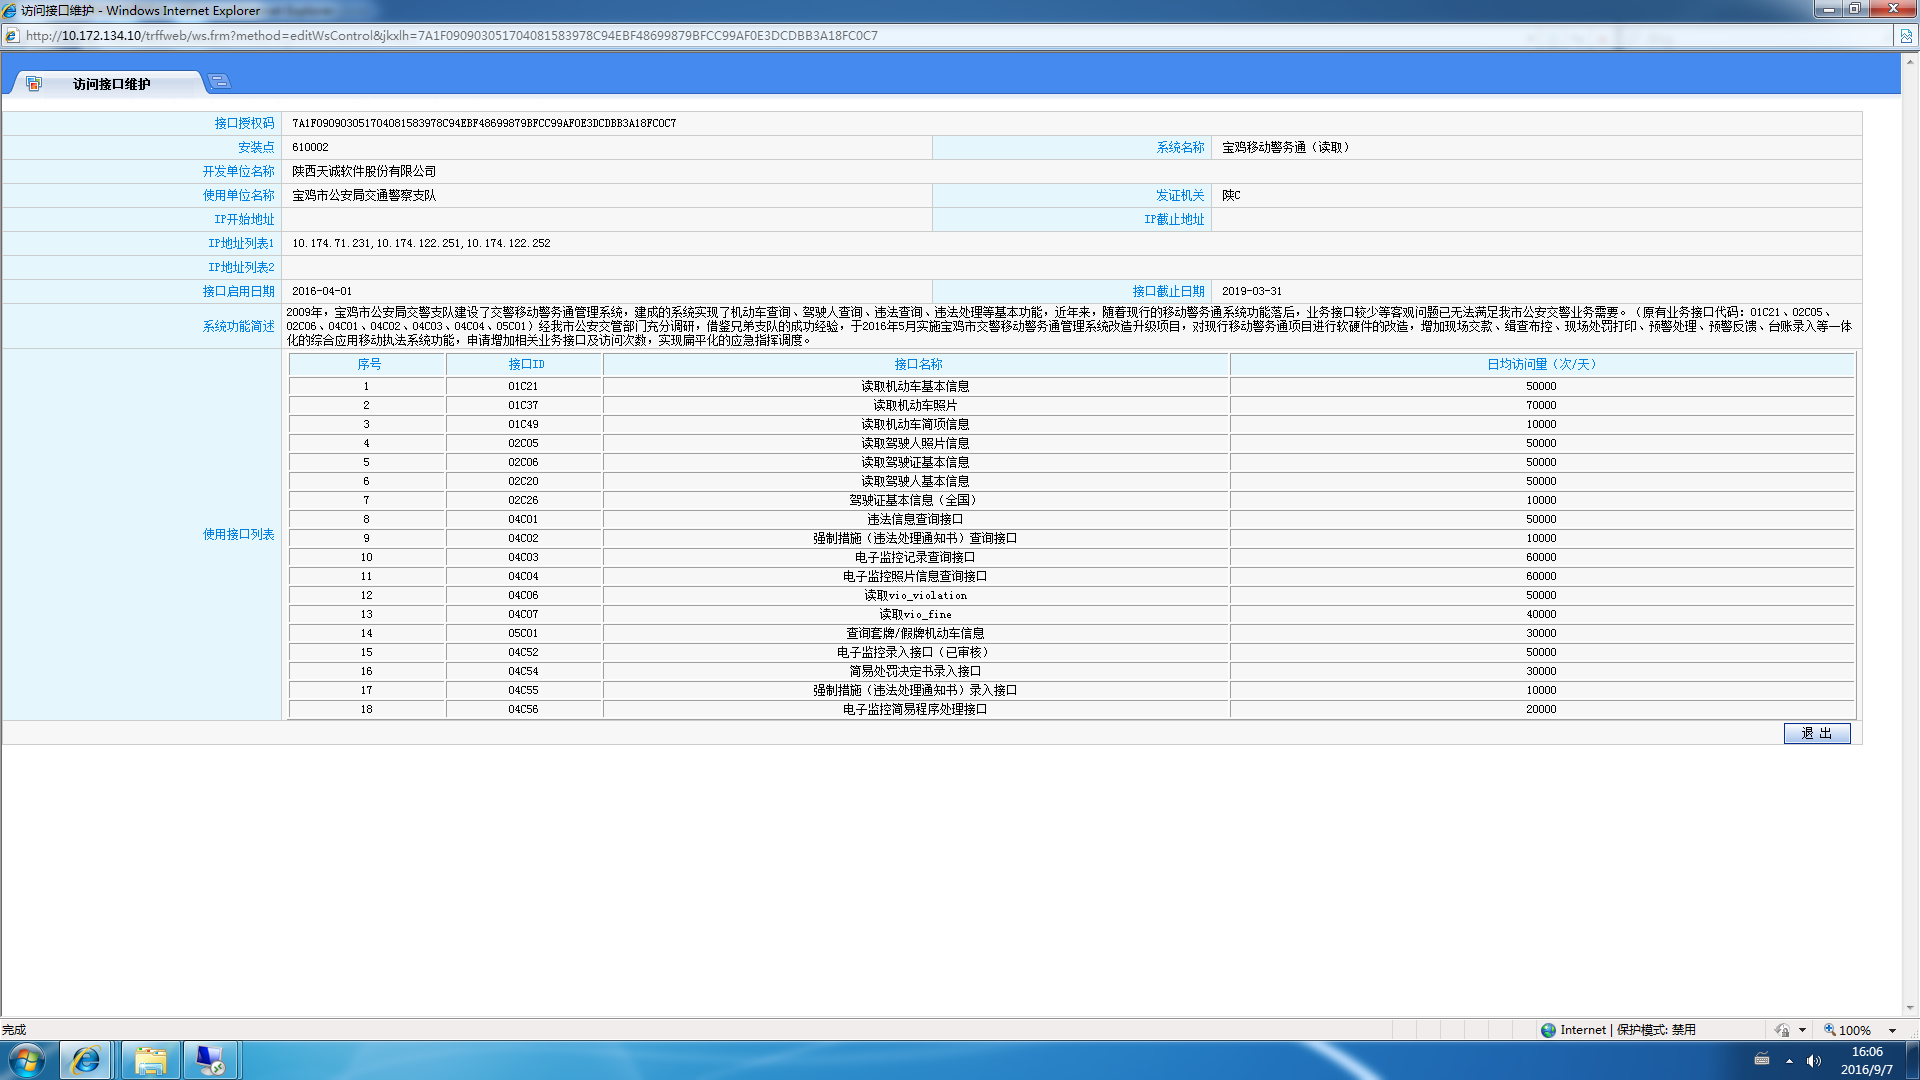 访问接口维护 - Windows Internet Explorer
http://10.172.134.10/trffweb/ws.frm?method=editWsControl&jkxlh=7A1F090903051704081583978C94EBF48699879BFCC99AF0E3DCDBB3A18FC0C7
访问接口维护
接口授权码 7A1F090903051704081583978C94EBF48699879BFCC99AF0E3DCDBB3A18FC0C7
安装点 610002 系统名称 宝鸡移动警务通（读取）
开发单位名称 陕西天诚软件股份有限公司
使用单位名称 宝鸡市公安局交通警察支队 发证机关 陕C
IP开始地址 IP截止地址
IP地址列表1 10.174.71.231,10.174.122.251,10.174.122.252
IP地址列表2
接口启用日期 2016-04-01 接口截止日期 2019-03-31
系统功能简述
2009年，宝鸡市公安局交警支队建设了交警移动警务通管理系统，建成的系统实现了机动车查询、驾驶人查询、违法查询、违法处理等基本功能，近年来，随着现行的移动警务通系统功能落后，业务接口较少等客观问题已无法满足我市公安交警业务需要。（原有业务接口代码：01C21、02C05、
02C06、04C01、04C02、04C03、04C04、05C01）经我市公安交管部门充分调研，借鉴兄弟支队的成功经验，于2016年5月实施宝鸡市交警移动警务通管理系统改造升级项目，对现行移动警务通项目进行软硬件的改造，增加现场交款、缉查布控、现场处罚打印、预警处理、预警反馈、台账录入等一体
化的综合应用移动执法系统功能，申请增加相关业务接口及访问次数，实现扁平化的应急指挥调度。
使用接口列表
序号 接口ID 接口名称 日均访问量（次/天）
1 01C21 读取机动车基本信息 50000
2 01C37 读取机动车照片 70000
3 01C49 读取机动车简项信息 10000
4 02C05 读取驾驶人照片信息 50000
5 02C06 读取驾驶证基本信息 50000
6 02C20 读取驾驶人基本信息 50000
7 02C26 驾驶证基本信息（全国） 10000
8 04C01 违法信息查询接口 50000
9 04C02 强制措施（违法处理通知书）查询接口 10000
10 04C03 电子监控记录查询接口 60000
11 04C04 电子监控照片信息查询接口 60000
12 04C06 读取vio_violation 50000
13 04C07 读取vio_fine 40000
14 05C01 查询套牌/假牌机动车信息 30000
15 04C52 电子监控录入接口（已审核） 50000
16 04C54 简易处罚决定书录入接口 30000
17 04C55 强制措施（违法处理通知书）录入接口 10000
18 04C56 电子监控简易程序处理接口 20000
退 出
完成 Internet | 保护模式: 禁用 100%
16:06
2016/9/7